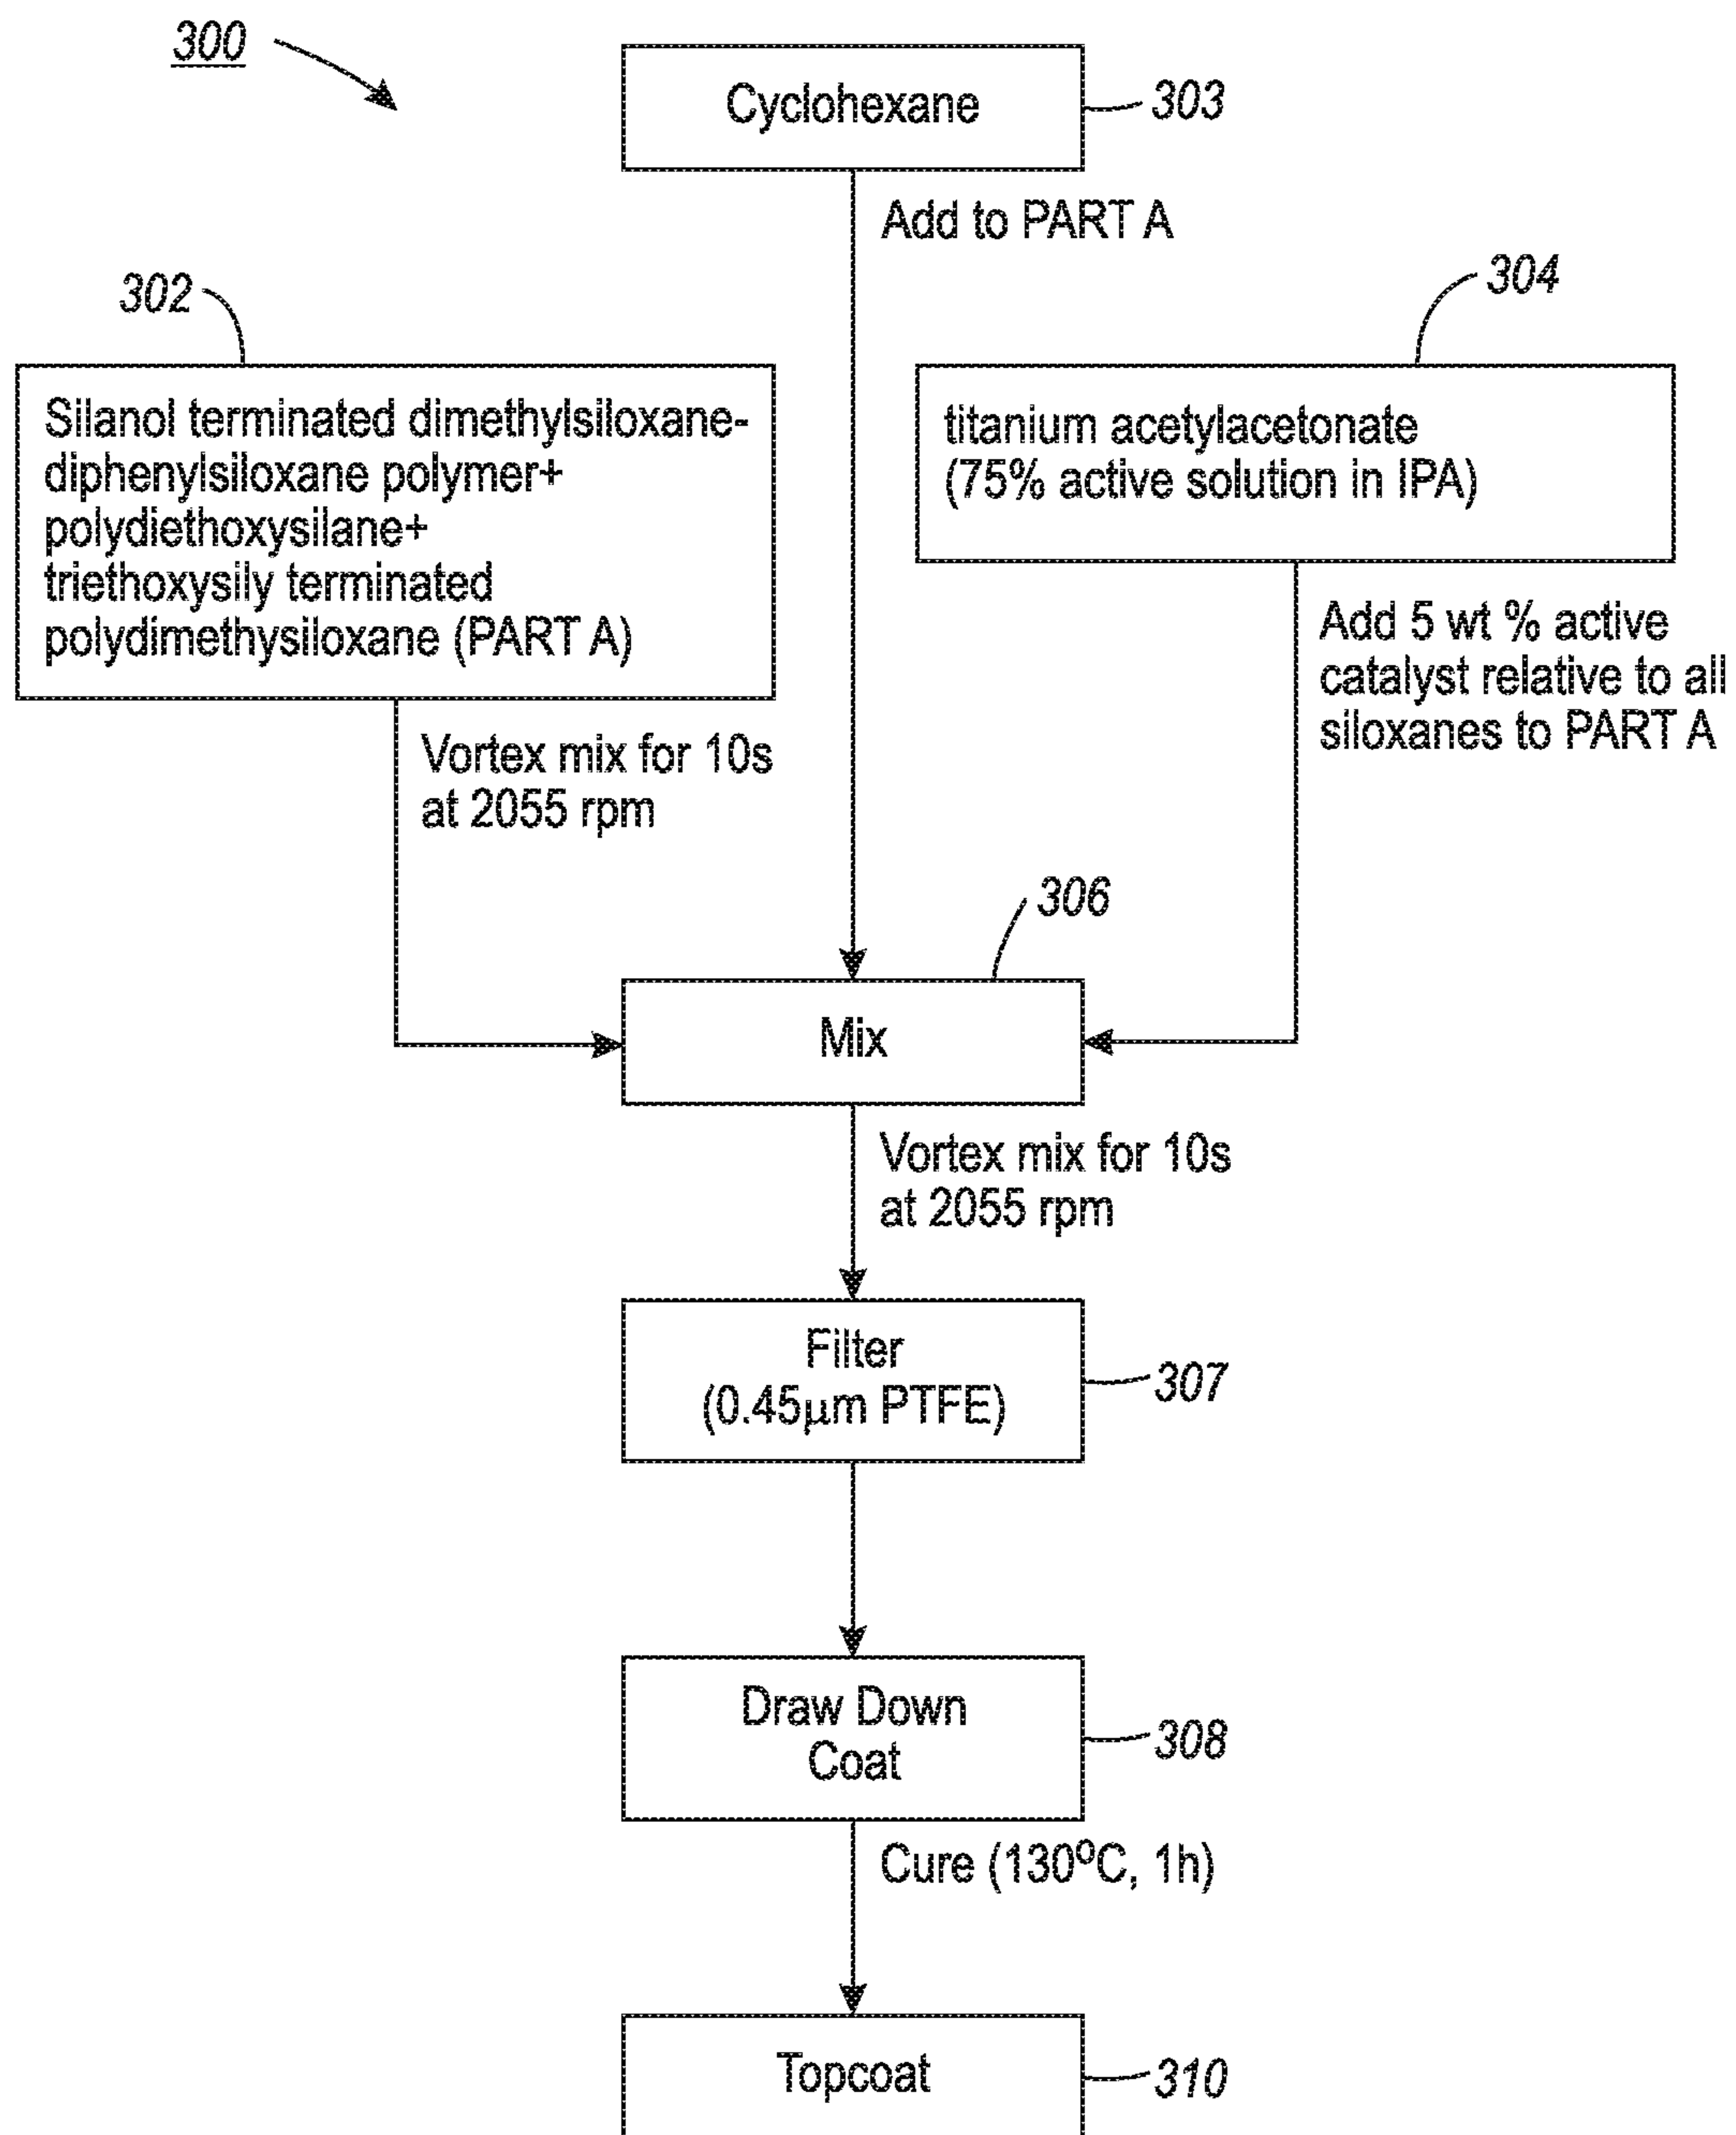 300
Cyclohexane
303
Add to PART A
302
304
Silanol terminated dimethylsiloxane-
diphenylsiloxane polymer+
polydiethoxysilane+
triethoxysily terminated
polydimethysiloxane (PART A)
titanium acetylacetonate
(75% active solution in IPA)
Vortex mix for 10s
at 2055 rpm
Add 5 wt % active
catalyst relative to all
siloxanes to PART A
306
Mix
Vortex mix for 10s
at 2055 rpm
Filter
(0.45μm PTFE)
307
Draw Down
Coat
308
Cure (130ºC, 1h)
Topcoat
310